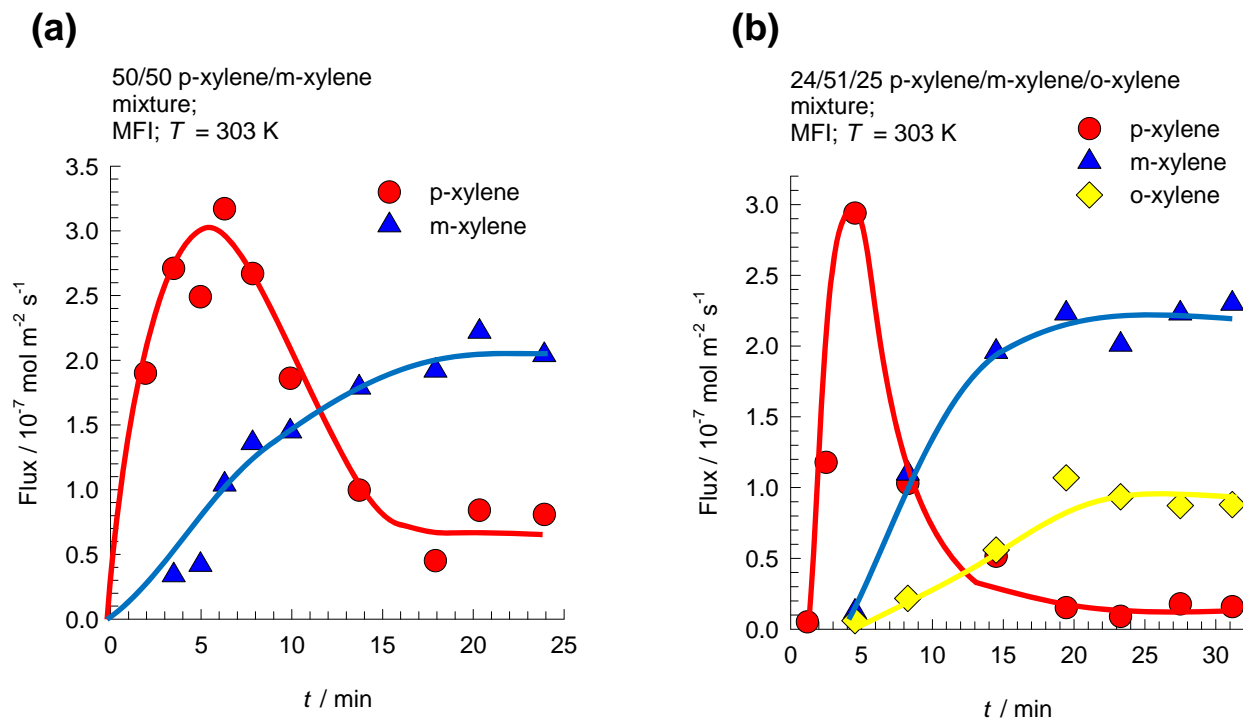 (a)
50/50 p-xylene/m-xylene
mixture;
MFI; T = 303 K
p-xylene
m-xylene
Flux / 10⁻⁷ mol m⁻² s⁻¹
3.5
3.0
2.5
2.0
1.5
1.0
0.5
0.0
0 5 10 15 20 25
t / min
(b)
24/51/25 p-xylene/m-xylene/o-xylene
mixture;
MFI; T = 303 K
p-xylene
m-xylene
o-xylene
Flux / 10⁻⁷ mol m⁻² s⁻¹
3.0
2.5
2.0
1.5
1.0
0.5
0.0
0 5 10 15 20 25 30
t / min